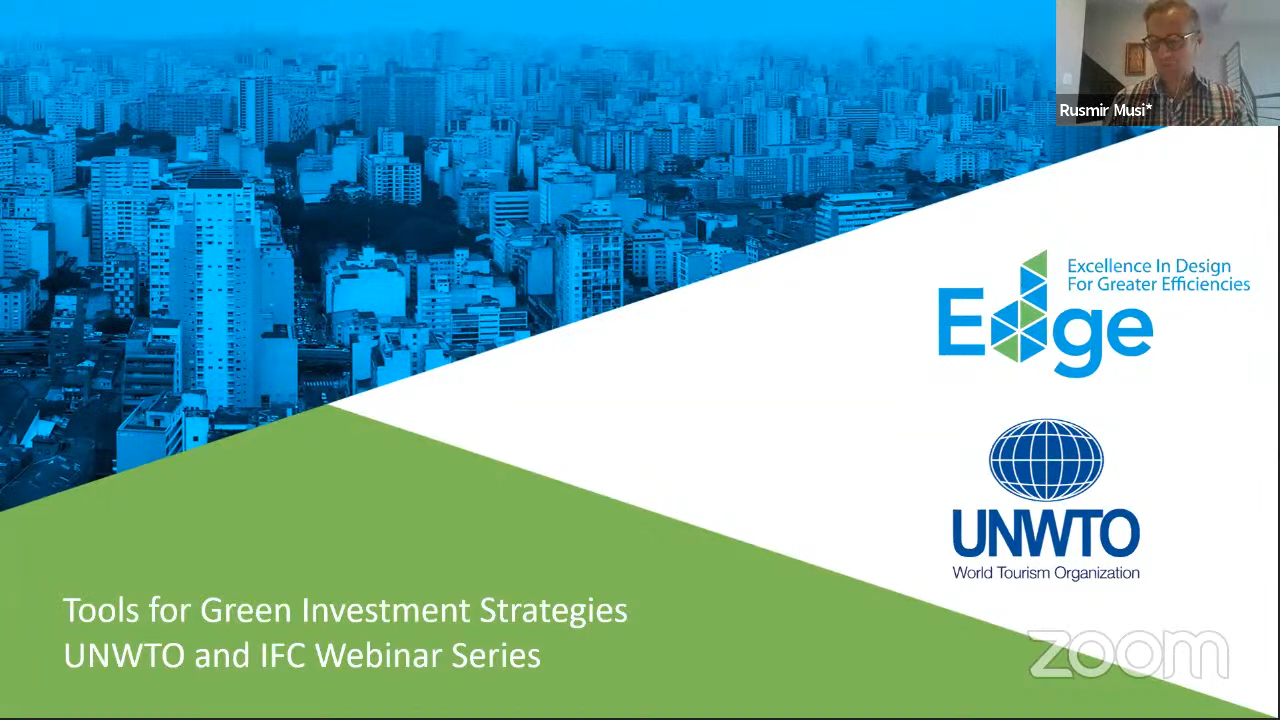 Rusmir Musi*
Excellence In Design
For Greater Efficiencies
Edge
UNWTO
World Tourism Organization
Tools for Green Investment Strategies
UNWTO and IFC Webinar Series
zoom